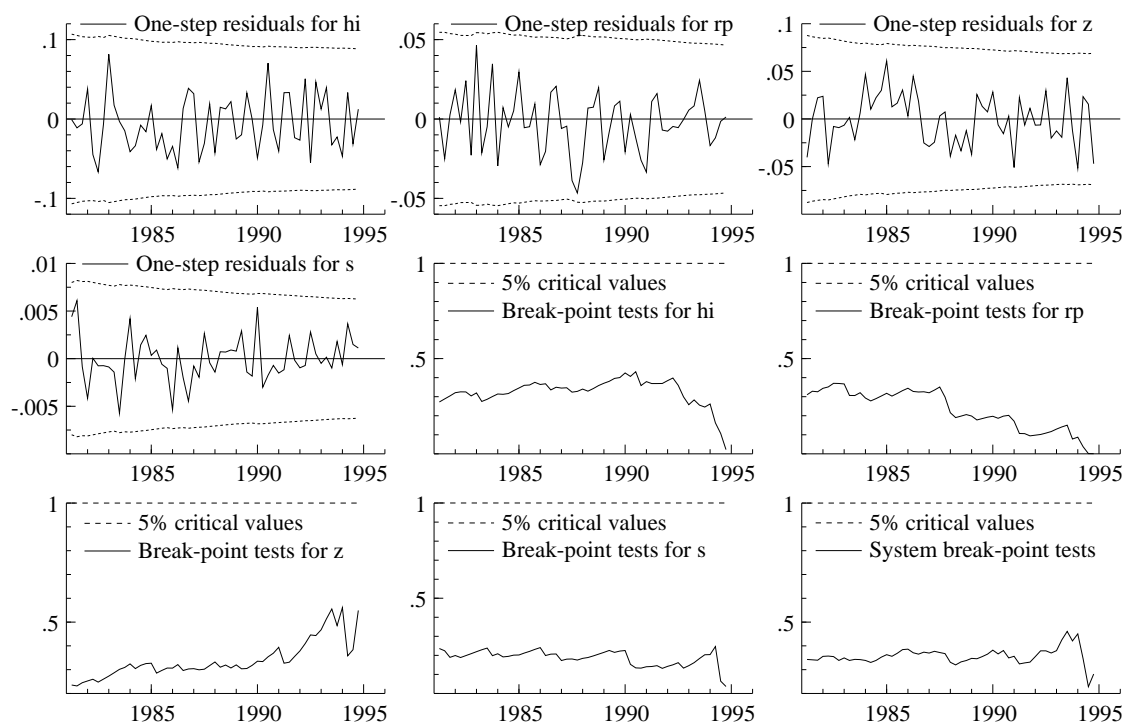 One-step residuals for hi
.1
0
-.1
1985 1990 1995
One-step residuals for rp
.05
0
-.05
1985 1990 1995
One-step residuals for z
.1
.05
0
.05
1985 1990 1995
One-step residuals for s
.01
.005
0
-.005
1985 1990 1995
1
5% critical values
Break-point tests for hi
.5
1985 1990 1995
1
5% critical values
Break-point tests for rp
.5
1985 1990 1995
1
5% critical values
Break-point tests for z
.5
1985 1990 1995
1
5% critical values
Break-point tests for s
.5
1985 1990 1995
1
5% critical values
System break-point tests
.5
1985 1990 1995